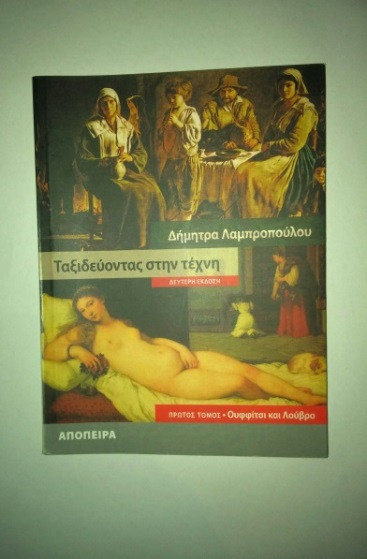 Δήμητρα Λαμπροπούλου
Ταξιδεύοντας στην τέχνη
ΔΕΥΤΕΡΗ ΕΚΔΟΣΗ
ΠΡΩΤΟΣ ΤΟΜΟΣ • Ουφφίτσι και Λούβρο
ΑΠΟΠΕΙΡΑ